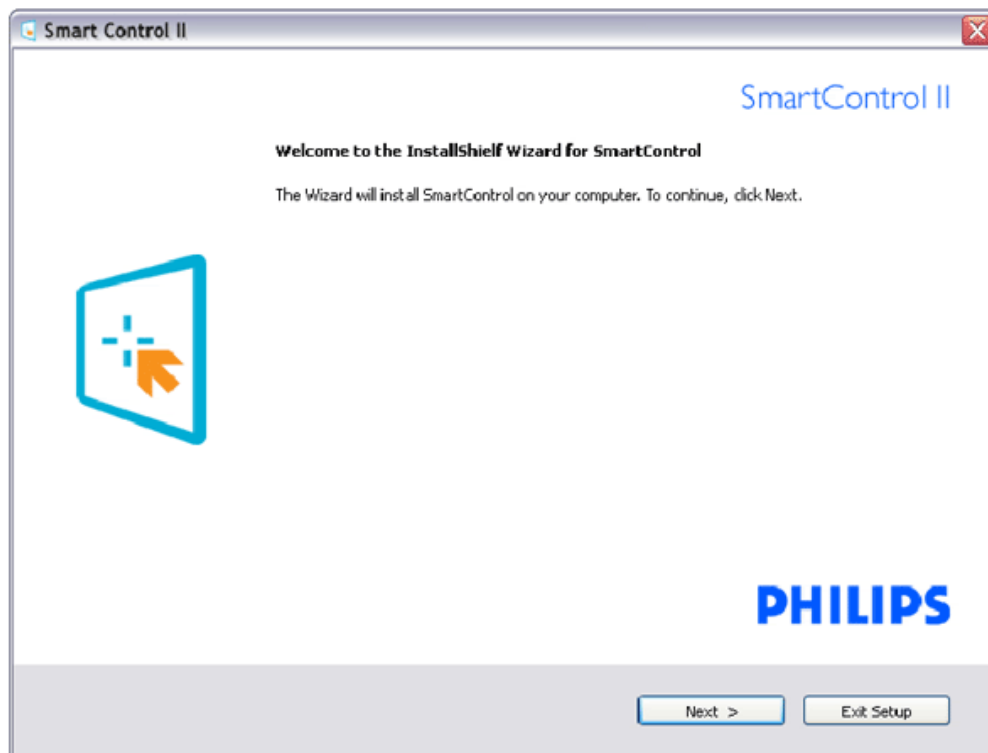 Smart Control II
SmartControl II
Welcome to the InstallShield Wizard for SmartControl
The Wizard will install SmartControl on your computer. To continue, click Next.
PHILIPS
Next >
Exit Setup